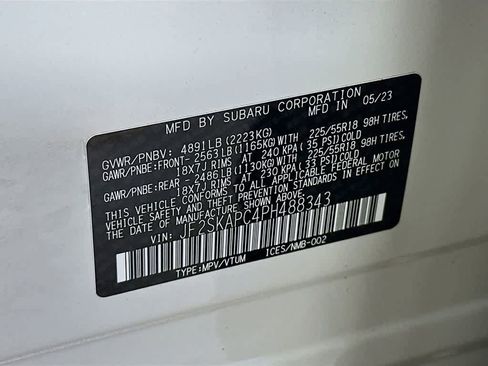 MFD BY SUBARU CORPORATION
MFD IN 05/23
GVWR/PNBV: 4891LB(2223KG)
GAWR/PNBE:FRONT- 2563LB(1165KG)WITH 225/55R18 98H TIRES,
18X7J RIMS AT 240 KPA (35 PSI)COLD
GAWR/PNBE:REAR -2486LB(1130KG)WITH 225/55R18 98H TIRES,
18X7J RIMS AT 230 KPA(33 PSI)COLD
THIS VEHICLE CONFORMS TO ALL APPLICABLE FEDERAL MOTOR
VEHICLE SAFETY AND THEFT PREVENTION STANDARDS IN EFFECT ON
THE DATE OF MANUFACTURE SHOWN ABOVE.
VIN: JF2SKAPC4PH488343
TYPE:MPV/VTUM ICES/NMB-002